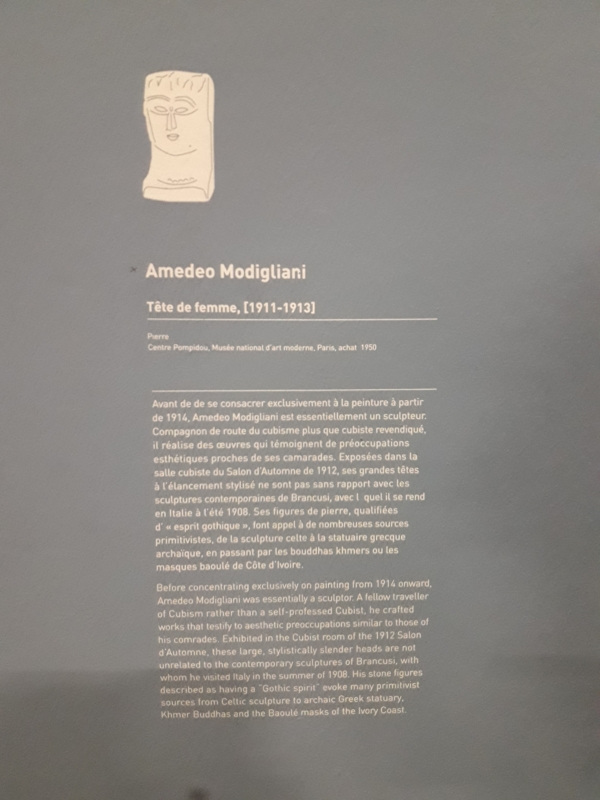 Amedeo Modigliani
Tête de femme, [1911-1913]
Pierre
Centre Pompidou, Musée national d'art moderne, Paris, achat 1950
Avant de de se consacrer exclusivement à la peinture à partir
de 1914, Amedeo Modigliani est essentiellement un sculpteur.
Compagnon de route du cubisme plus que cubiste revendiqué,
il réalise des œuvres qui témoignent de préoccupations
esthétiques proches de ses camarades. Exposées dans la
salle cubiste du Salon d'Automne de 1912, ses grandes têtes
à l'élancement stylisé ne sont pas sans rapport avec les
sculptures contemporaines de Brancusi, avec l quel il se rend
en Italie à l'été 1908. Ses figures de pierre, qualifiées
d' « esprit gothique », font appel à de nombreuses sources
primitivistes, de la sculpture celte à la statuaire grecque
archaïque, en passant par les bouddhas khmers ou les
masques baoulé de Côte d'Ivoire.
Before concentrating exclusively on painting from 1914 onward,
Amedeo Modigliani was essentially a sculptor. A fellow traveller
of Cubism rather than a self-professed Cubist, he crafted
works that testify to aesthetic preoccupations similar to those of
his comrades. Exhibited in the Cubist room of the 1912 Salon
d'Automne, these large, stylistically slender heads are not
unrelated to the contemporary sculptures of Brancusi, with
whom he visited Italy in the summer of 1908. His stone figures
described as having a "Gothic spirit" evoke many primitivist
sources from Celtic sculpture to archaic Greek statuary,
Khmer Buddhas and the Baoulé masks of the Ivory Coast.